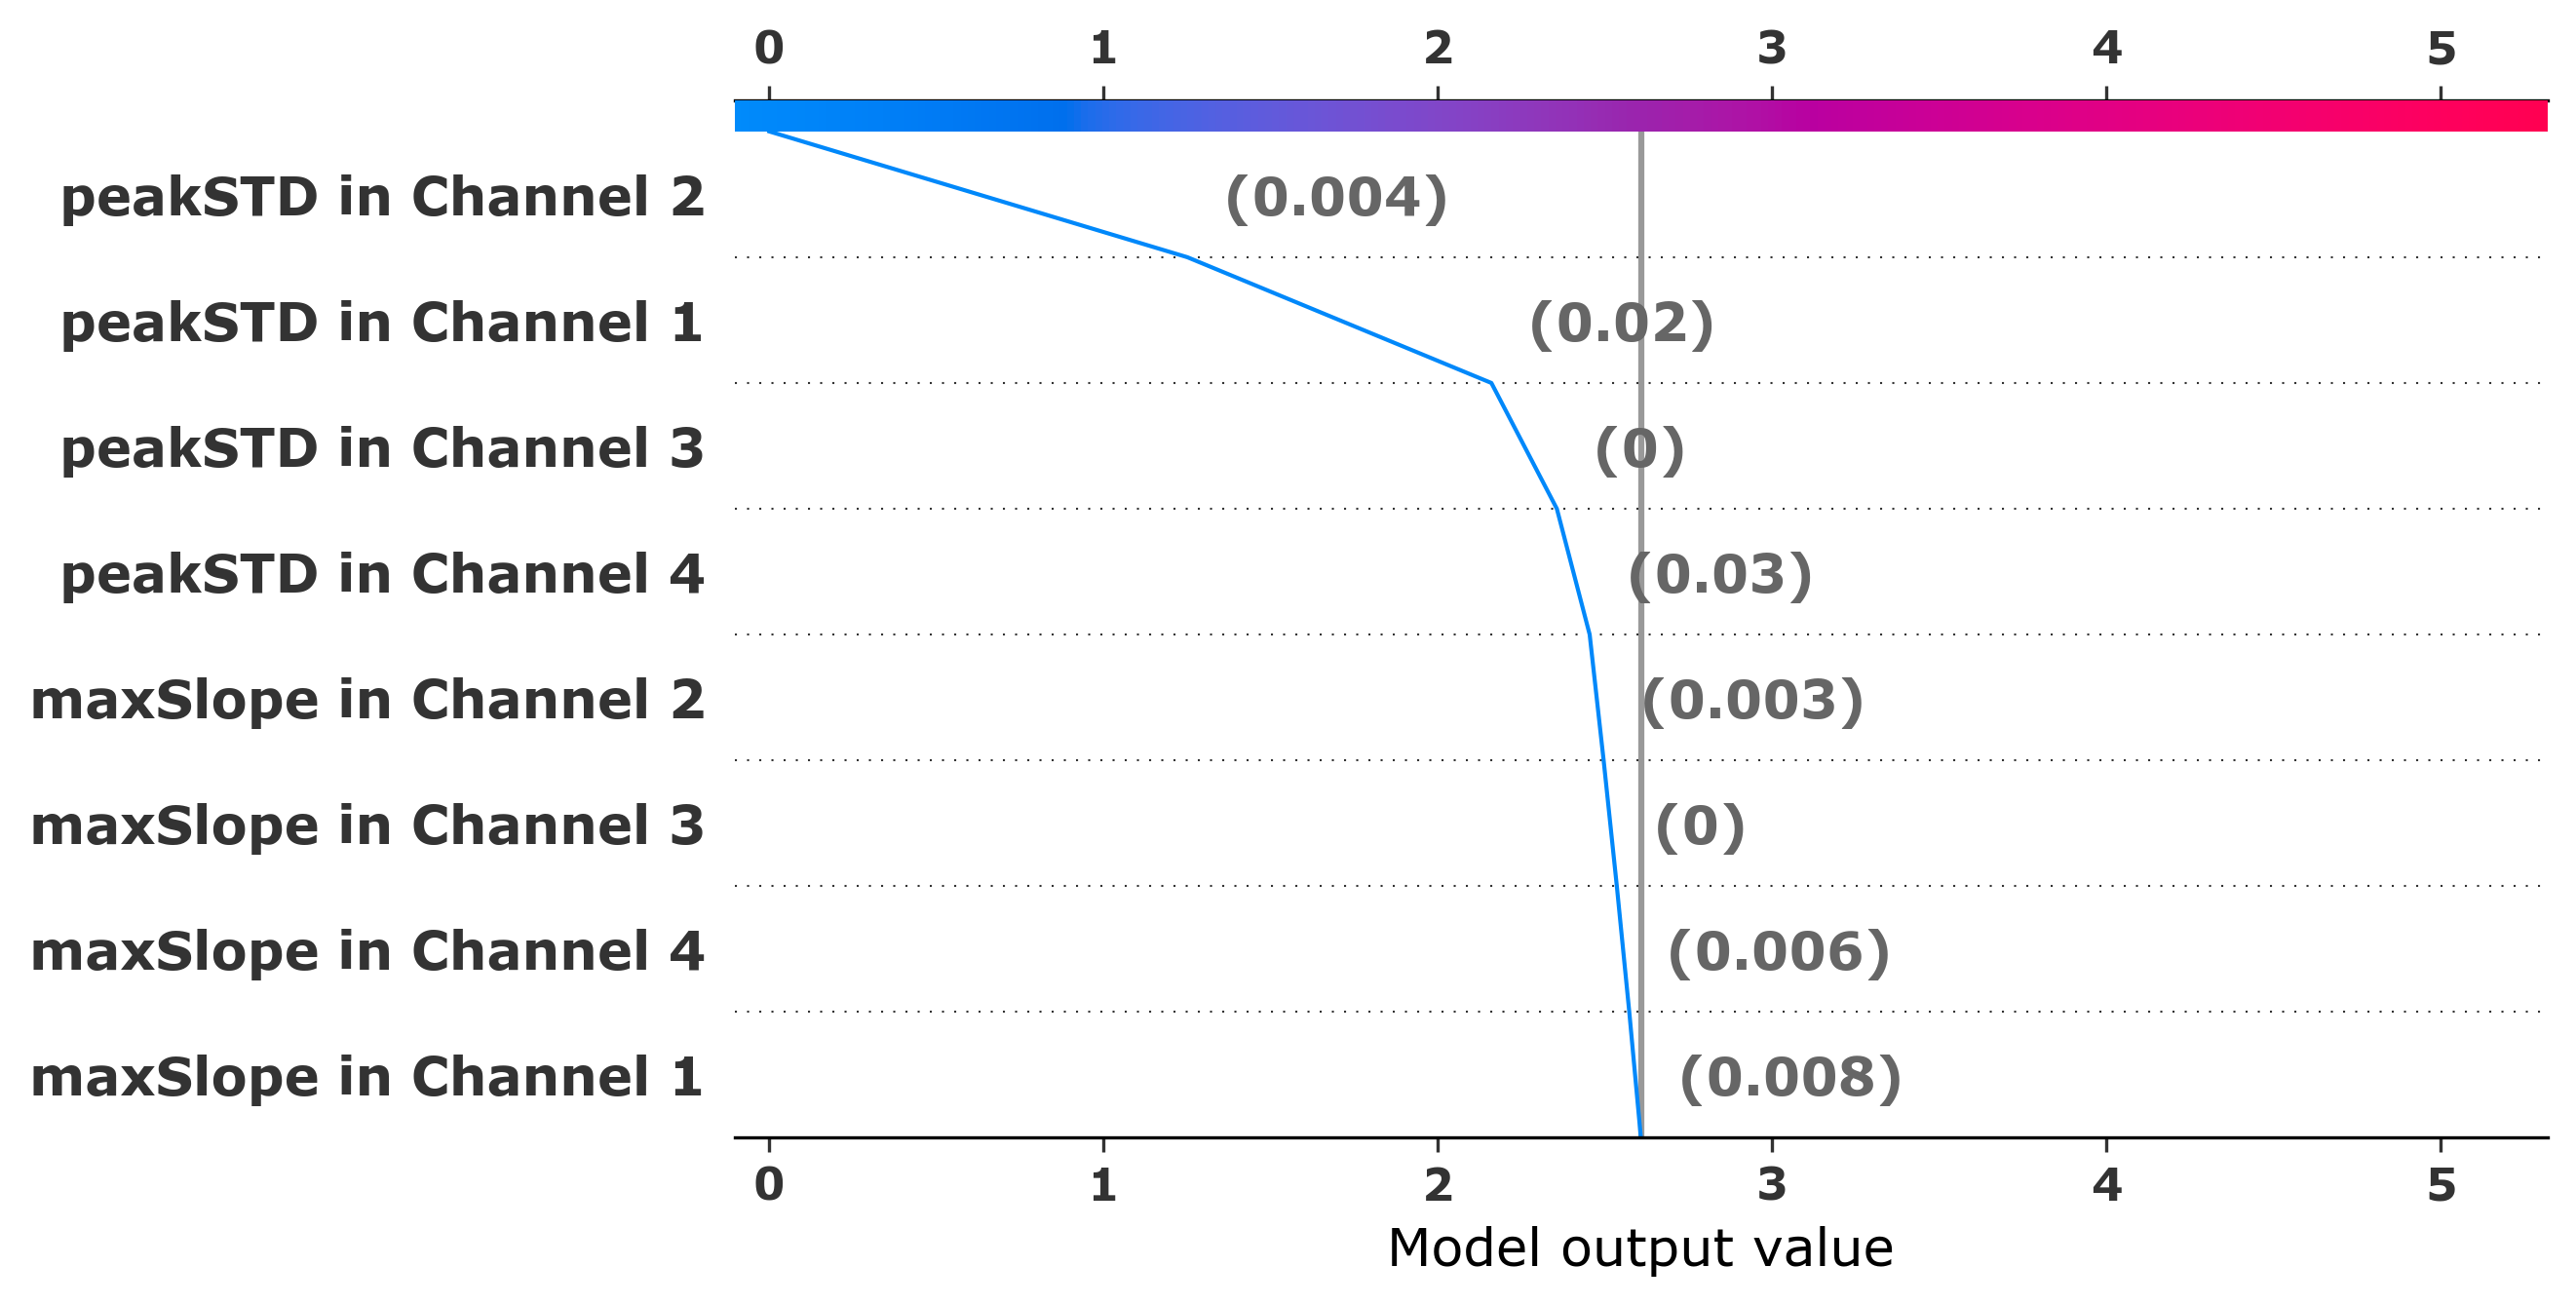 0 1 2 3 4 5
peakSTD in Channel 2 (0.004)
peakSTD in Channel 1 (0.02)
peakSTD in Channel 3 (0)
peakSTD in Channel 4 (0.03)
maxSlope in Channel 2 (0.003)
maxSlope in Channel 3 (0)
maxSlope in Channel 4 (0.006)
maxSlope in Channel 1 (0.008)
0 1 2 3 4 5
Model output value